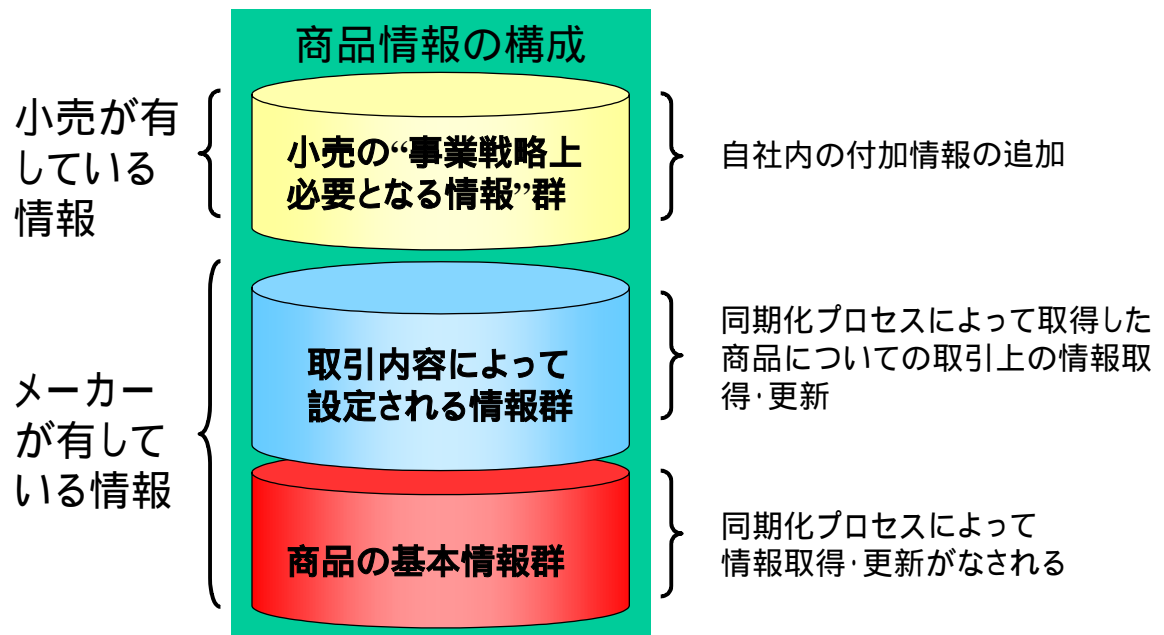 商品情報の構成
小売が有
している
情報
小売の“事業戦略上
必要となる情報”群
自社内の付加情報の追加
メーカー
が有して
いる情報
取引内容によって
設定される情報群
同期化プロセスによって取得した
商品についての取引上の情報取
得･更新
商品の基本情報群
同期化プロセスによって
情報取得･更新がなされる